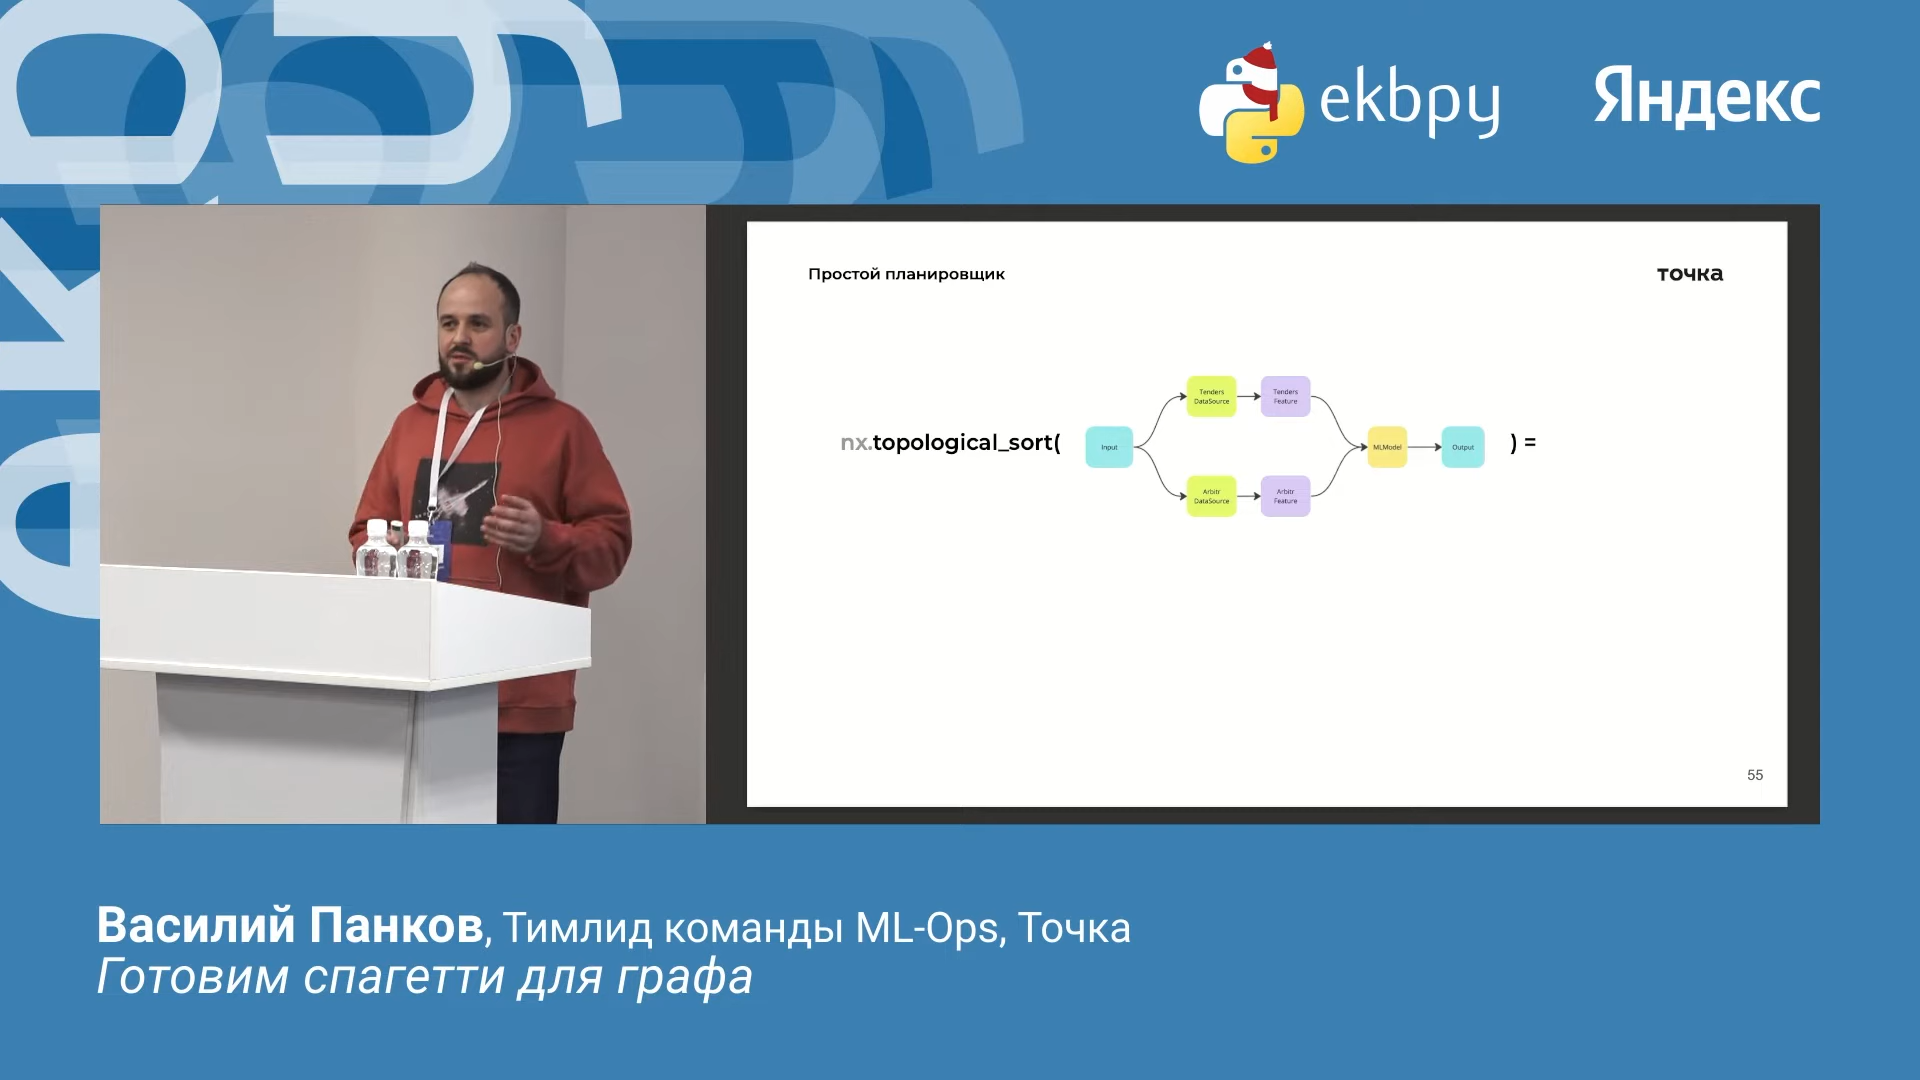 ekbpy
Яндекс
Простой планировщик
точка
Tenders
DataSource
Tenders
Feature
nx.topological_sort(
Input
MLModel
Output
) =
Arbitr
DataSource
Arbitr
Feature
55
Василий Панков, Тимлид команды ML-Ops, Точка
Готовим спагетти для графа